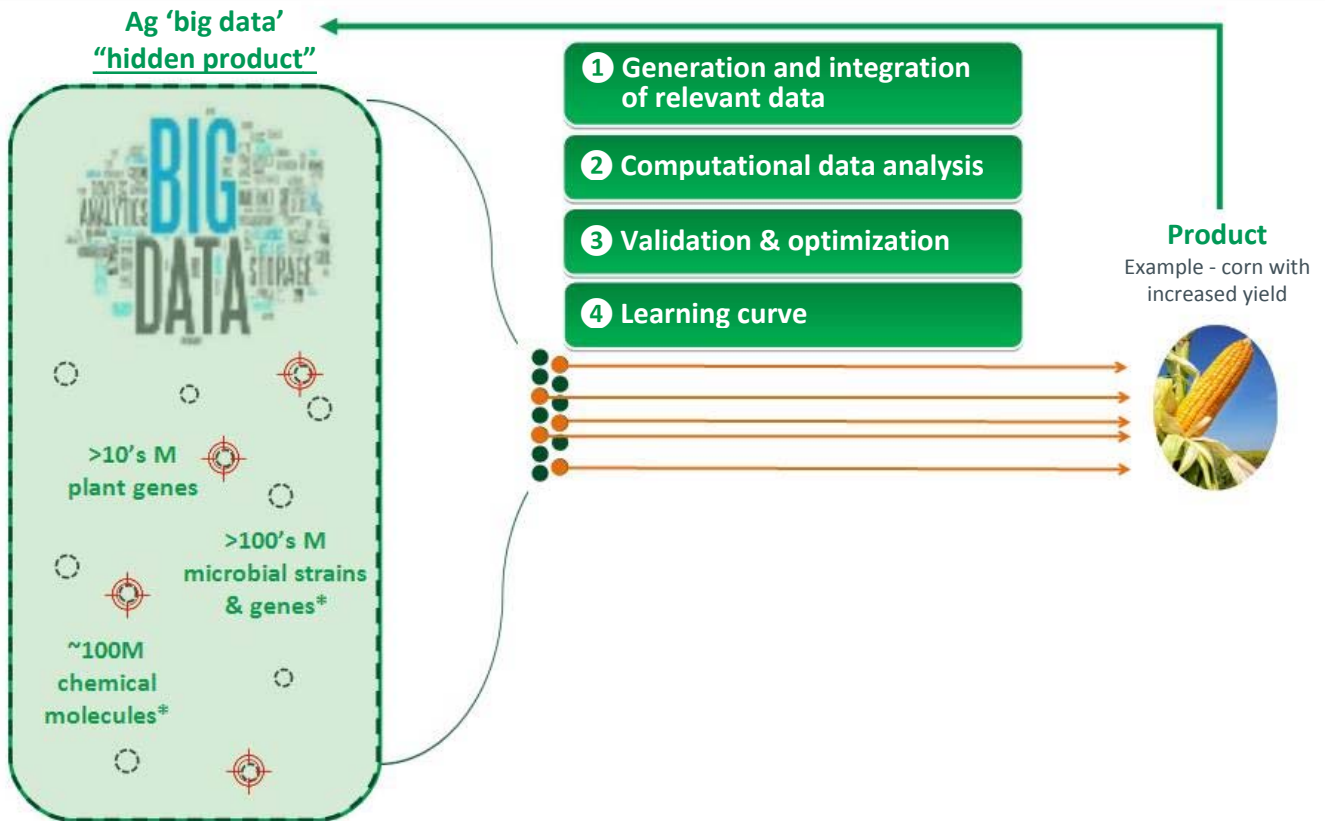 Ag ‘big data’
“hidden product”
BIG
DATA
ANALYTICS
STORAGE
>10’s M
plant genes
>100’s M
microbial strains
& genes*
~100M
chemical
molecules*
1 Generation and integration
of relevant data
2 Computational data analysis
3 Validation & optimization
4 Learning curve
Product
Example - corn with
increased yield